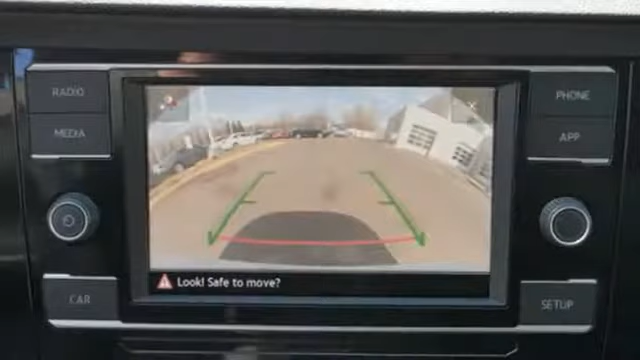 RADIO
MEDIA
CAR
Look! Safe to move?
PHONE
APP
SETUP